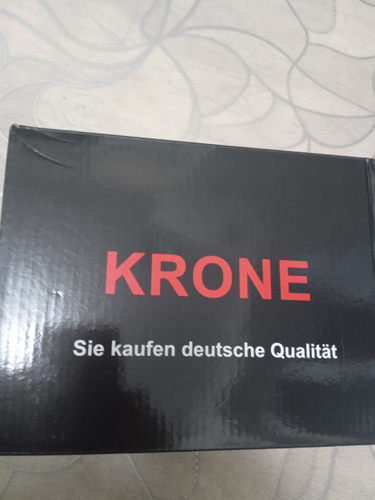 KRONE
Sie kaufen deutsche Qualität